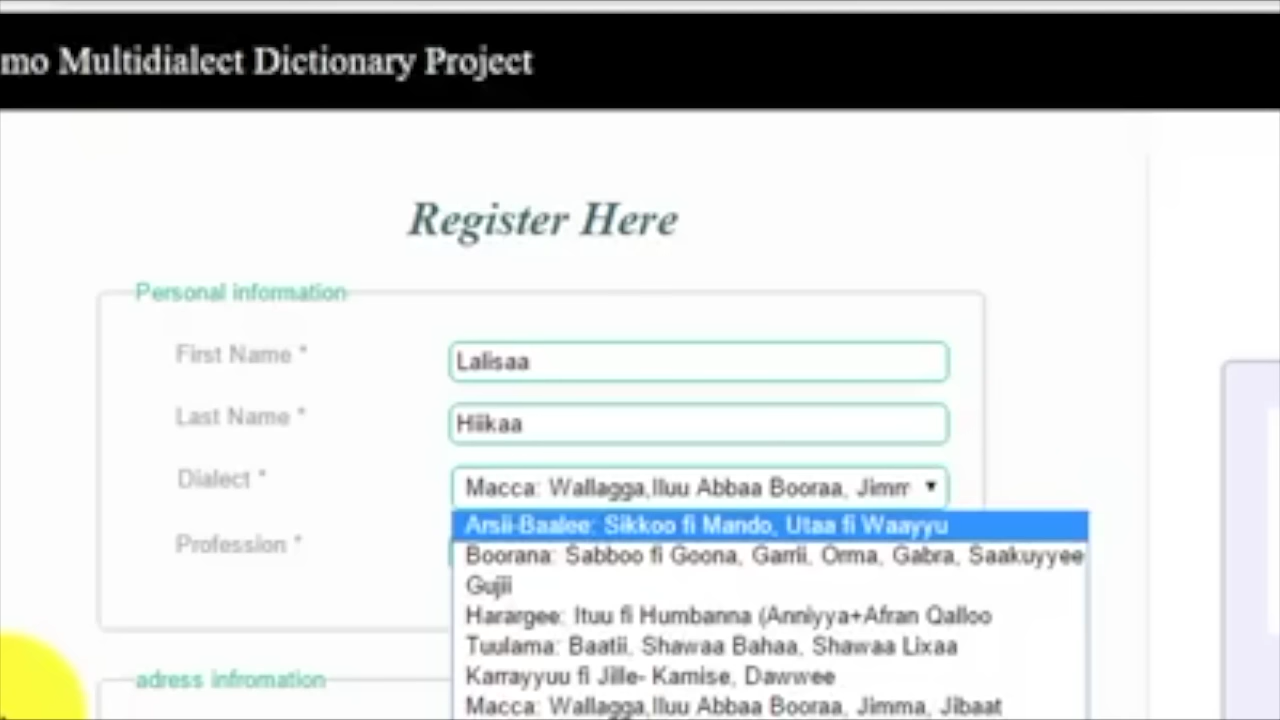 mo Multidialect Dictionary Project
Register Here
Personal information
First Name *
Lalisaa
Last Name *
Hiikaa
Dialect *
Macca: Wallagga,Iluu Abbaa Booraa, Jimm
Profession *
Arsii-Baalee: Sikkoo fi Mando, Utaa fi Waayyu
Boorana: Sabboo fi Goona, Garrii, Orma, Gabra, Saakuyyee
Gujii
Harargee: Ituu fi Humbanna (Anniyya+Afran Qalloo
Tuulama: Baatii, Shawaa Bahaa, Shawaa Lixaa
Karrayyuu fi Jille- Kamise, Dawwee
Macca: Wallagga,Iluu Abbaa Booraa, Jimma, Jibaat
adress infromation